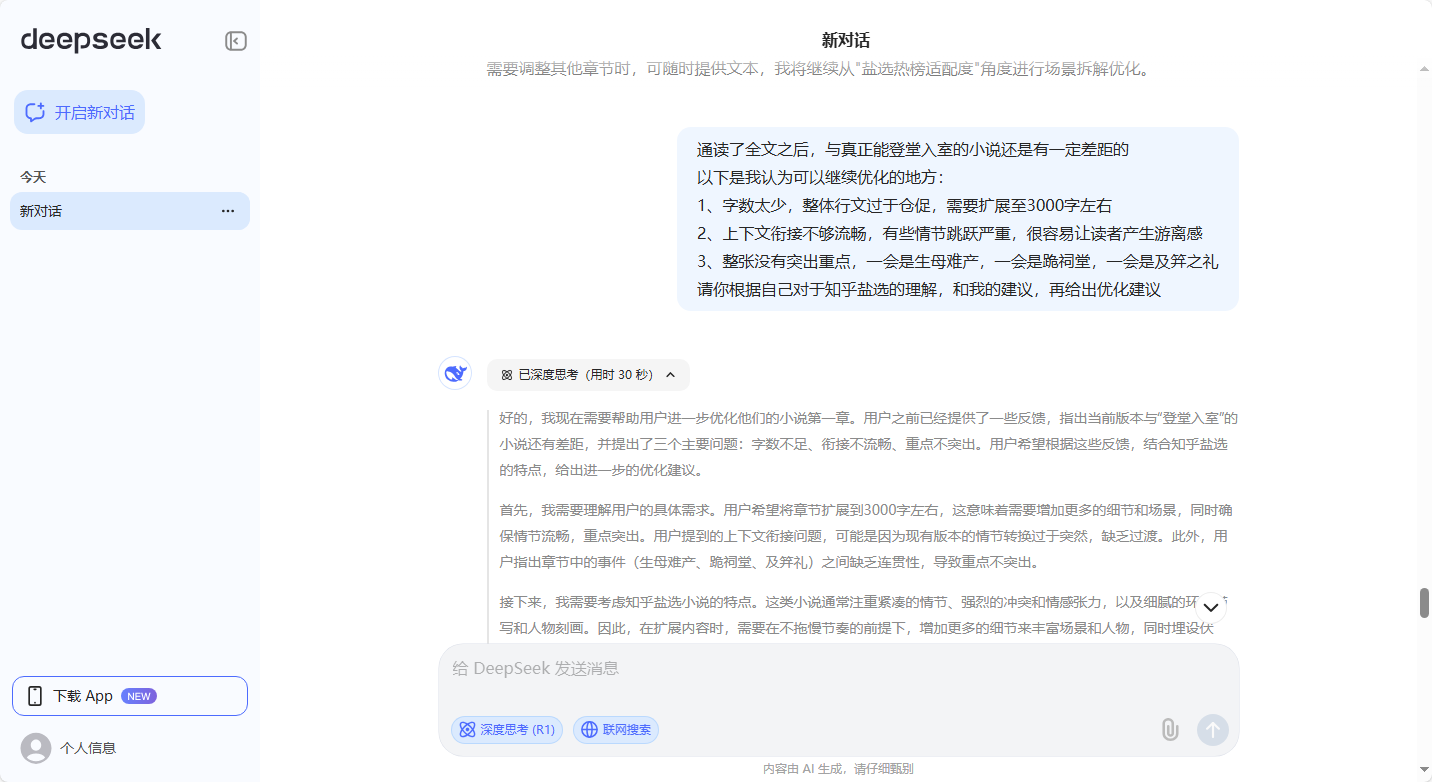 deepseek
开启新对话
今天
新对话
下载 App NEW
个人信息
新对话
需要调整其他章节时，可随时提供文本，我将继续从"盐选热榜适配度"角度进行场景拆解优化。
通读了全文之后，与真正能登堂入室的小说还是有一定差距的
以下是我认为可以继续优化的地方：
1、字数太少，整体行文过于仓促，需要扩展至3000字左右
2、上下文衔接不够流畅，有些情节跳跃严重，很容易让读者产生游离感
3、整张没有突出重点，一会是生母难产，一会是跪祠堂，一会是及笄之礼
请你根据自己对于知乎盐选的理解，和我的建议，再给出优化建议
已深度思考（用时 30 秒）
好的，我现在需要帮助用户进一步优化他们的小说第一章。用户之前已经提供了一些反馈，指出当前版本与“登堂入室”的
小说还有差距，并提出了三个主要问题：字数不足、衔接不流畅、重点不突出。用户希望根据这些反馈，结合知乎盐选
的特点，给出进一步的优化建议。
首先，我需要理解用户的具体需求。用户希望将章节扩展到3000字左右，这意味着需要增加更多的细节和场景，同时确
保情节流畅，重点突出。用户提到的上下文衔接问题，可能是因为现有版本的情节转换过于突然，缺乏过渡。此外，用
户指出章节中的事件（生母难产、跪祠堂、及笄礼）之间缺乏连贯性，导致重点不突出。
接下来，我需要考虑知乎盐选小说的特点。这类小说通常注重紧凑的情节、强烈的冲突和情感张力，以及细腻的环
写和人物刻画。因此，在扩展内容时，需要在不拖慢节奏的前提下，增加更多的细节来丰富场景和人物，同时埋设伏
给 DeepSeek 发送消息
深度思考 (R1) 联网搜索
内容由 AI 生成，请仔细甄别